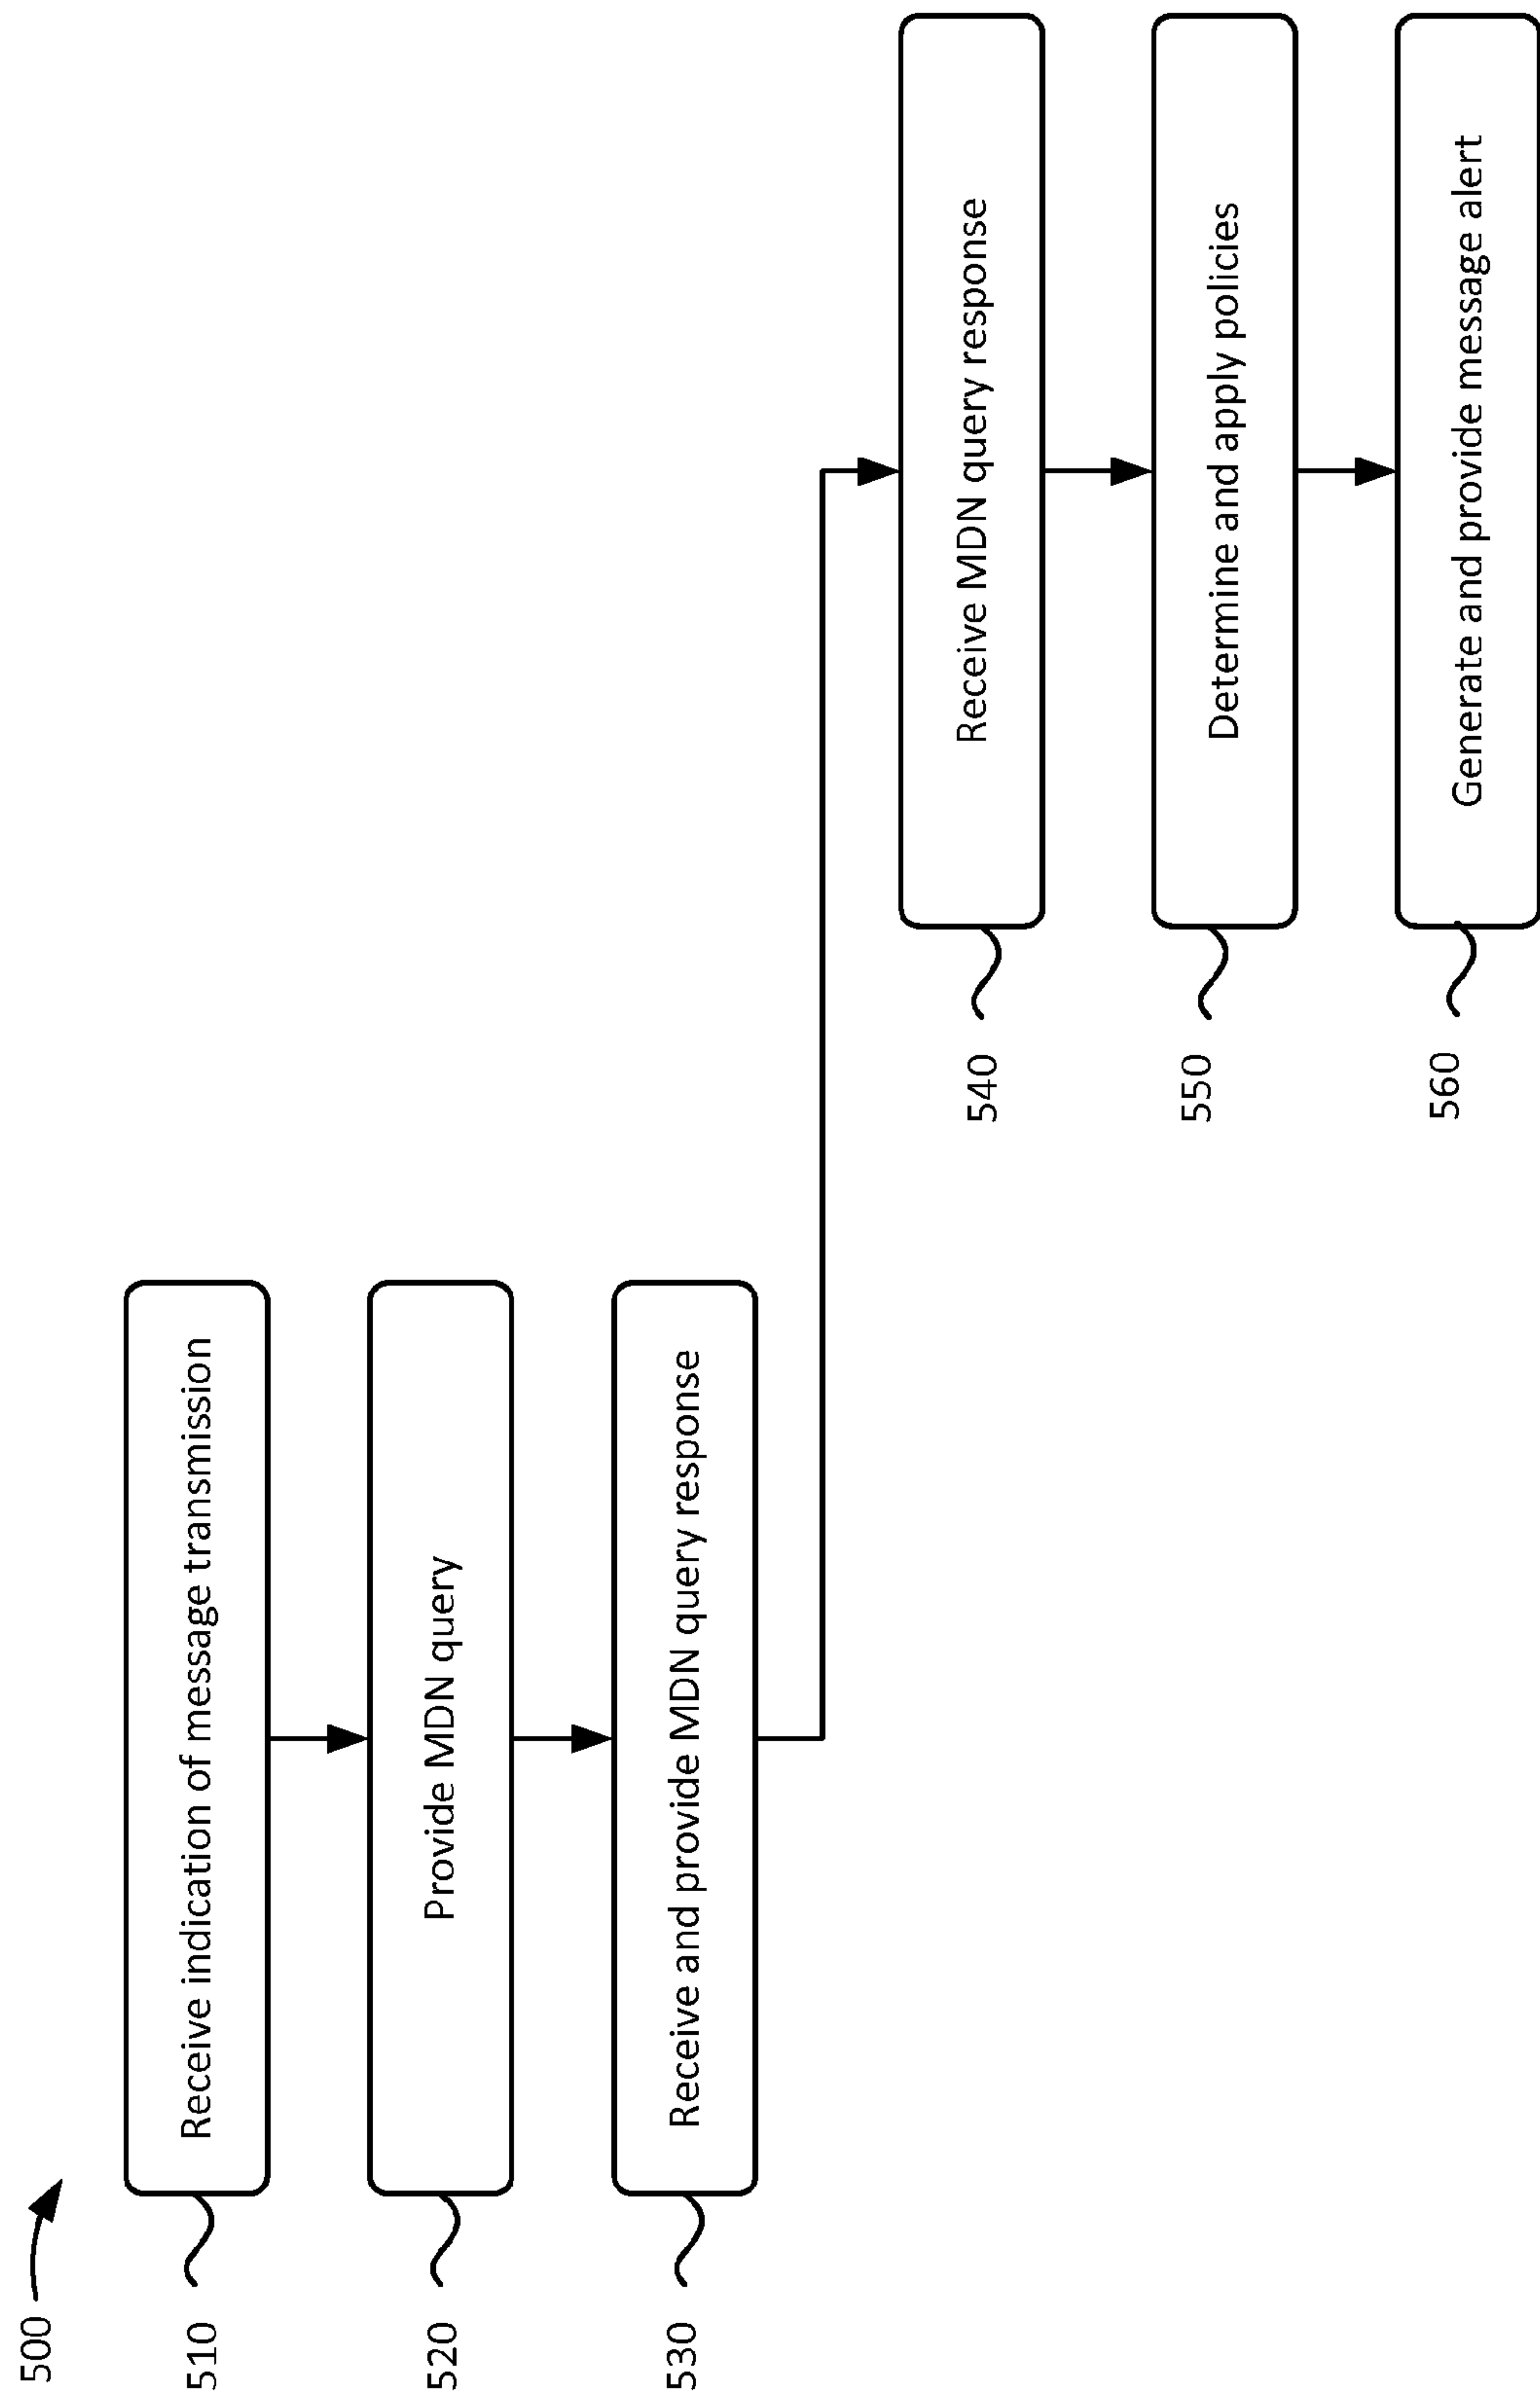 500
510
Receive indication of message transmission
520
Provide MDN query
530
Receive and provide MDN query response
540
Receive MDN query response
550
Determine and apply policies
560
Generate and provide message alert